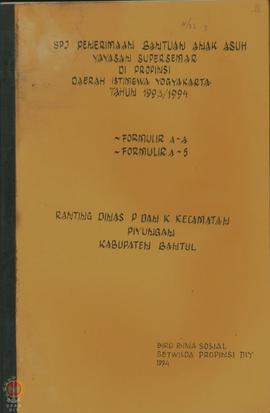 SPJ PENERIMAAN BANTUAN ANAK ASUH
YAYASAN SUPERSEMAR
DI PROPINSI
DAERAH ISTIMEWA YOGYAKARTA
TAHUN 1993/1994
~FORMULIR A-A
~FORMULIR A-5
RANTING DINAS P DAN K KECAMATAN
PIYUNGAN
KABUPATEN BANTUL
BIRO BINA SOSIAL
SETWILDA PROPINSI DIY
1994